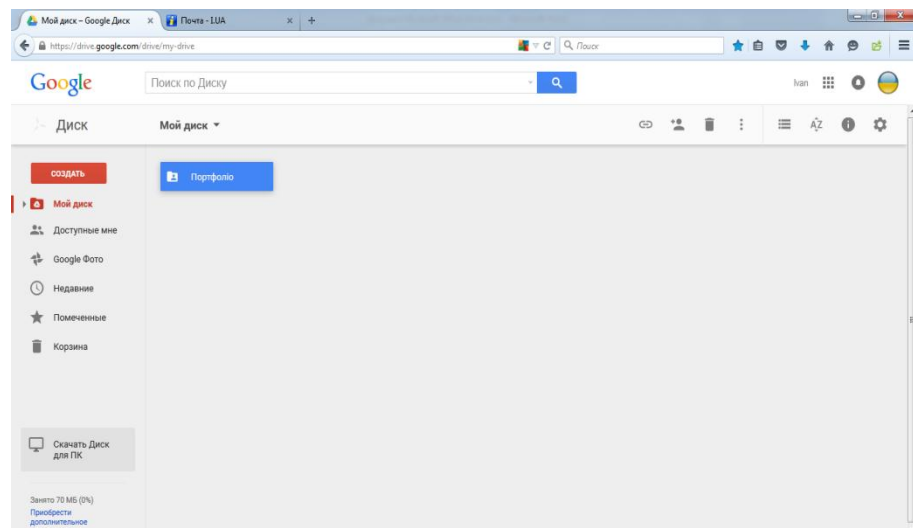 Мой диск – Google Диск
Почта - I.UA
https://drive.google.com/drive/my-drive
Поиск
Google
Поиск по Диску
Ivan
Диск
Мой диск
AZ
СОЗДАТЬ
Портфоліо
Мой диск
Доступные мне
Google Фото
Недавние
Помеченные
Корзина
Скачать Диск
для ПК
Занято 70 МБ (0%)
Приобрести
дополнительное